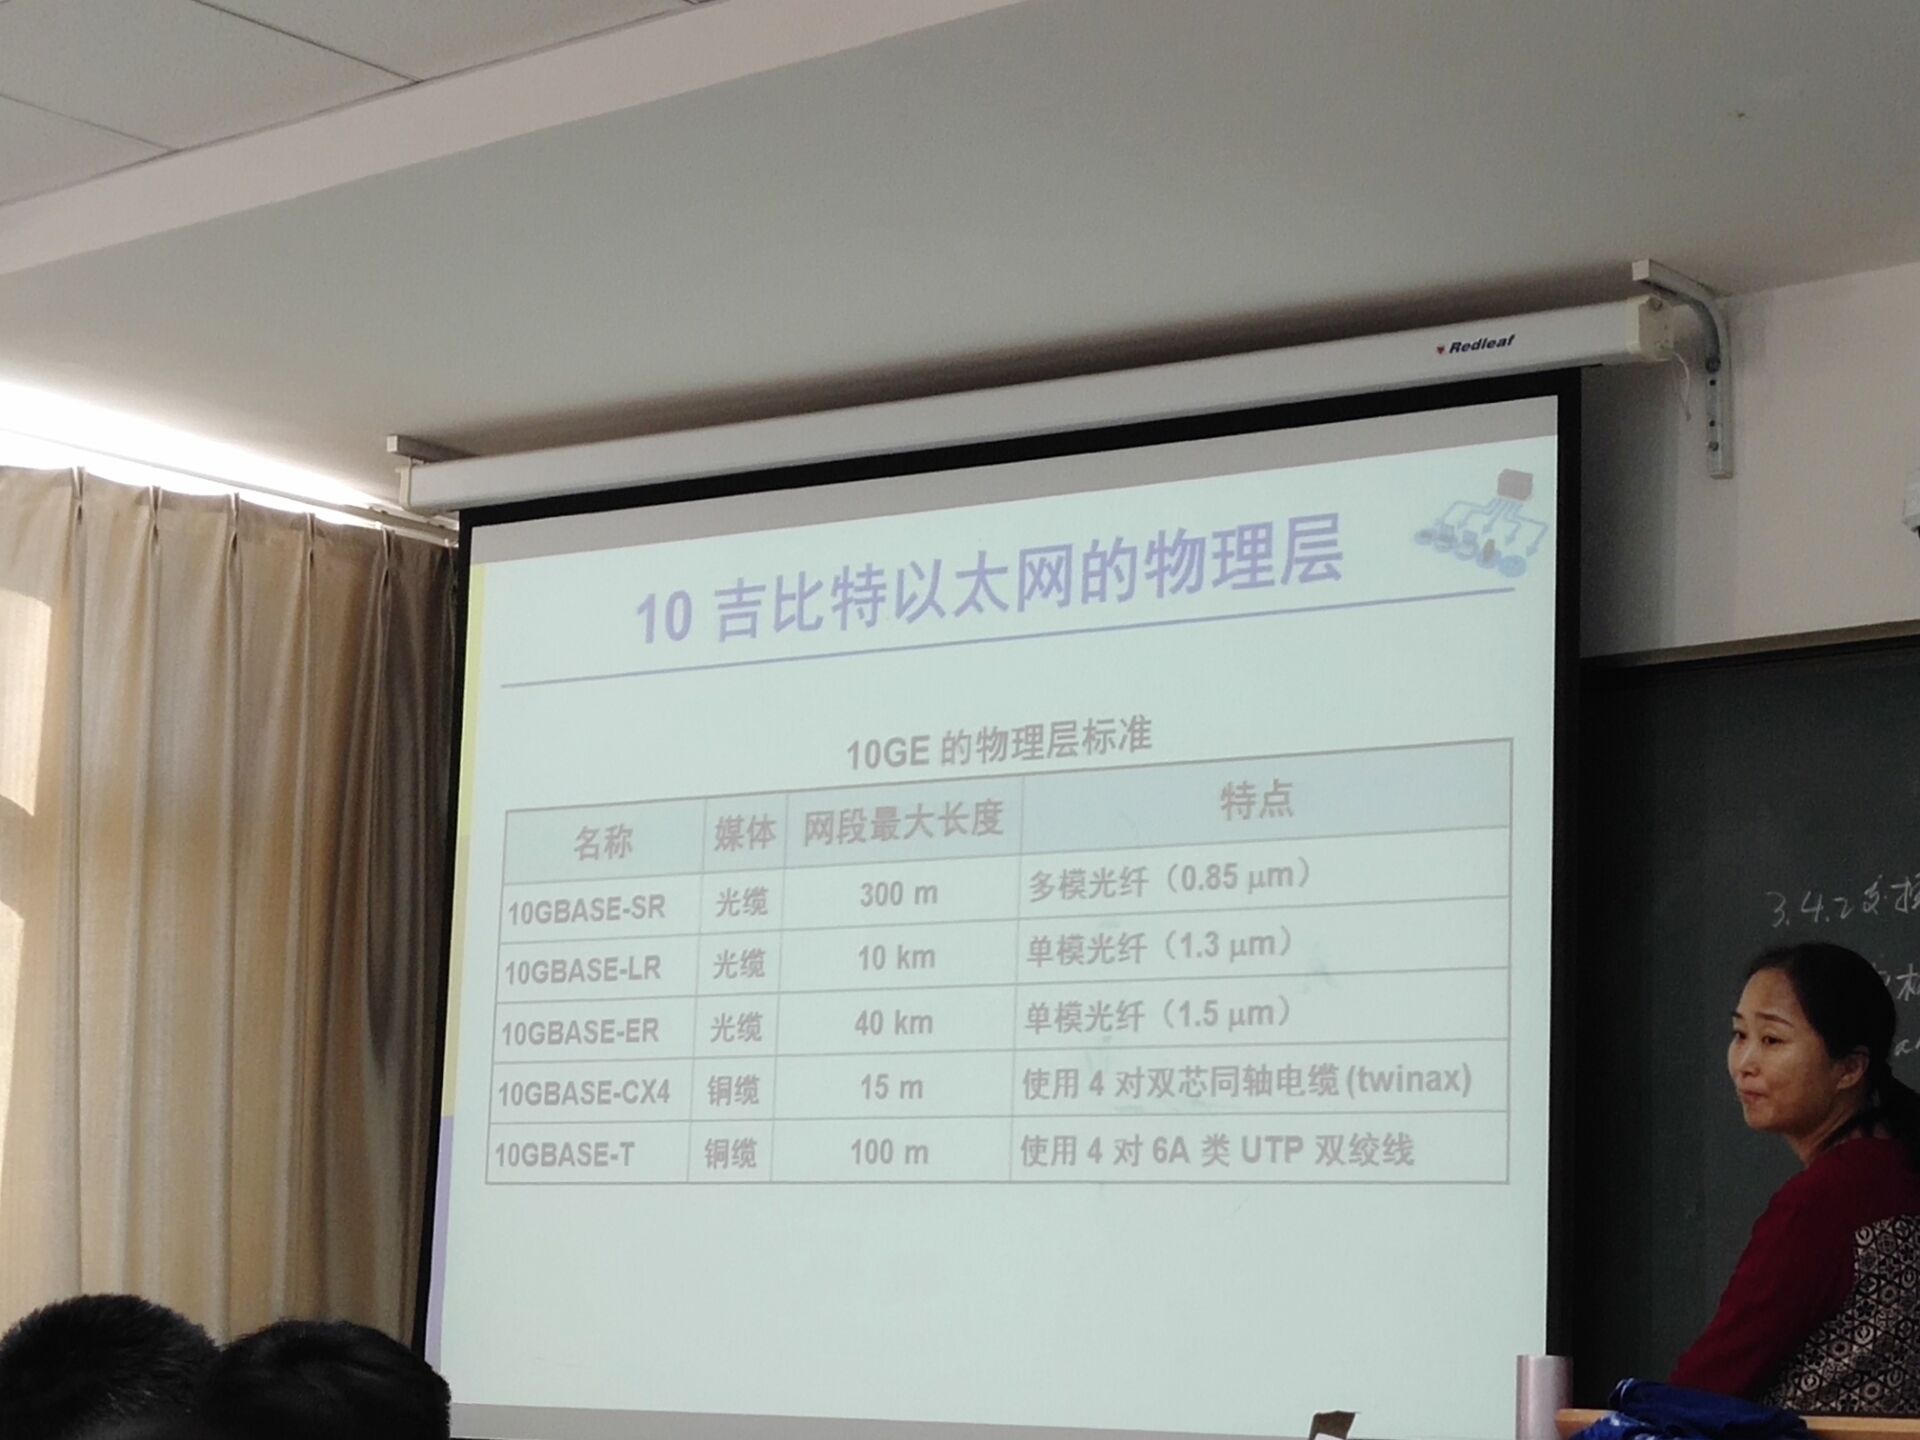 Redleaf
10 吉比特以太网的物理层
10GE 的物理层标准
名称 媒体 网段最大长度 特点
10GBASE-SR 光缆 300 m 多模光纤（0.85 μm）
10GBASE-LR 光缆 10 km 单模光纤（1.3 μm）
10GBASE-ER 光缆 40 km 单模光纤（1.5 μm）
10GBASE-CX4 铜缆 15 m 使用 4 对双芯同轴电缆 (twinax)
10GBASE-T 铜缆 100 m 使用 4 对 6A 类 UTP 双绞线
3.4.2